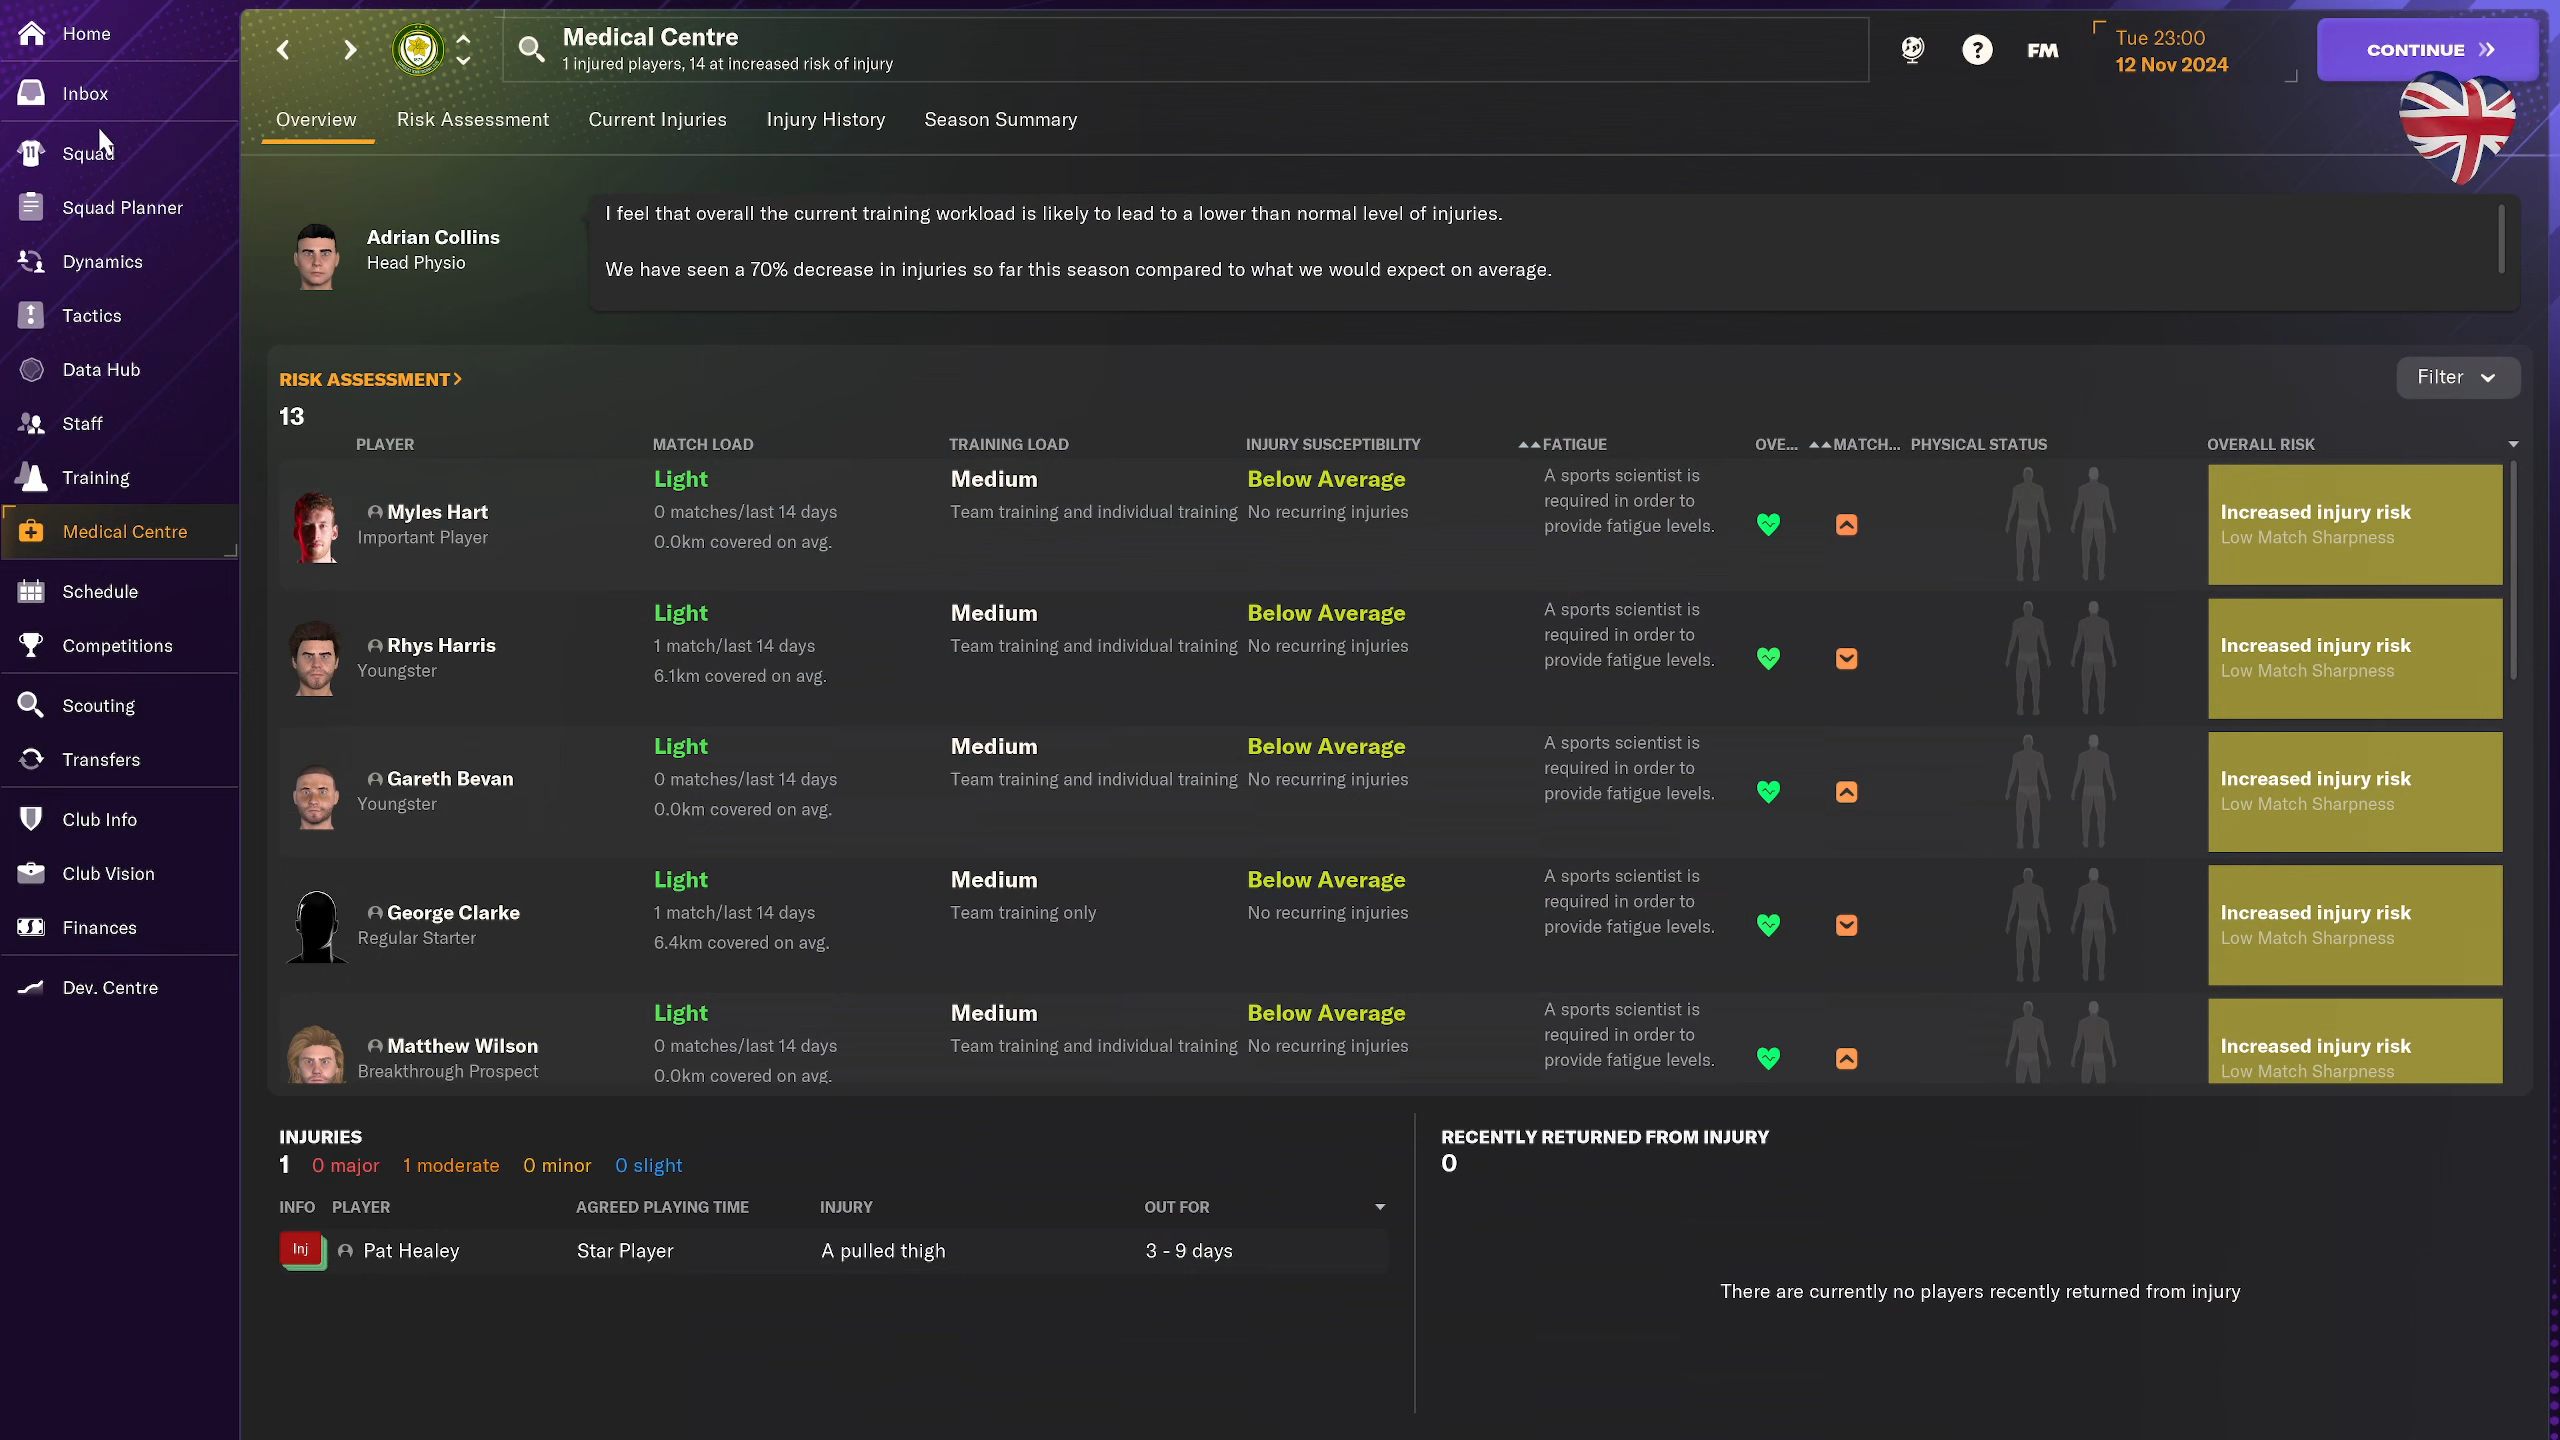 Home
Inbox
Squad
Squad Planner
Dynamics
Tactics
Data Hub
Staff
Training
Medical Centre
Schedule
Competitions
Scouting
Transfers
Club Info
Club Vision
Finances
Dev. Centre
Medical Centre
1 injured players, 14 at increased risk of injury
FM
Tue 23:00
12 Nov 2024
CONTINUE
Overview Risk Assessment Current Injuries Injury History Season Summary
Adrian Collins
Head Physio
I feel that overall the current training workload is likely to lead to a lower than normal level of injuries.
We have seen a 70% decrease in injuries so far this season compared to what we would expect on average.
RISK ASSESSMENT
13
Filter
PLAYER MATCH LOAD TRAINING LOAD INJURY SUSCEPTIBILITY FATIGUE OVE... MATCH... PHYSICAL STATUS OVERALL RISK
Myles Hart
Important Player
Light
0 matches/last 14 days
0.0km covered on avg.
Medium
Team training and individual training
Below Average
No recurring injuries
A sports scientist is
required in order to
provide fatigue levels.
Increased injury risk
Low Match Sharpness
Rhys Harris
Youngster
Light
1 match/last 14 days
6.1km covered on avg.
Medium
Team training and individual training
Below Average
No recurring injuries
A sports scientist is
required in order to
provide fatigue levels.
Increased injury risk
Low Match Sharpness
Gareth Bevan
Youngster
Light
0 matches/last 14 days
0.0km covered on avg.
Medium
Team training and individual training
Below Average
No recurring injuries
A sports scientist is
required in order to
provide fatigue levels.
Increased injury risk
Low Match Sharpness
George Clarke
Regular Starter
Light
1 match/last 14 days
6.4km covered on avg.
Medium
Team training only
Below Average
No recurring injuries
A sports scientist is
required in order to
provide fatigue levels.
Increased injury risk
Low Match Sharpness
Matthew Wilson
Breakthrough Prospect
Light
0 matches/last 14 days
0.0km covered on avg.
Medium
Team training and individual training
Below Average
No recurring injuries
A sports scientist is
required in order to
provide fatigue levels.
Increased injury risk
Low Match Sharpness
INJURIES
1 0 major 1 moderate 0 minor 0 slight
INFO PLAYER AGREED PLAYING TIME INJURY OUT FOR
Inj Pat Healey Star Player A pulled thigh 3 - 9 days
RECENTLY RETURNED FROM INJURY
0
There are currently no players recently returned from injury